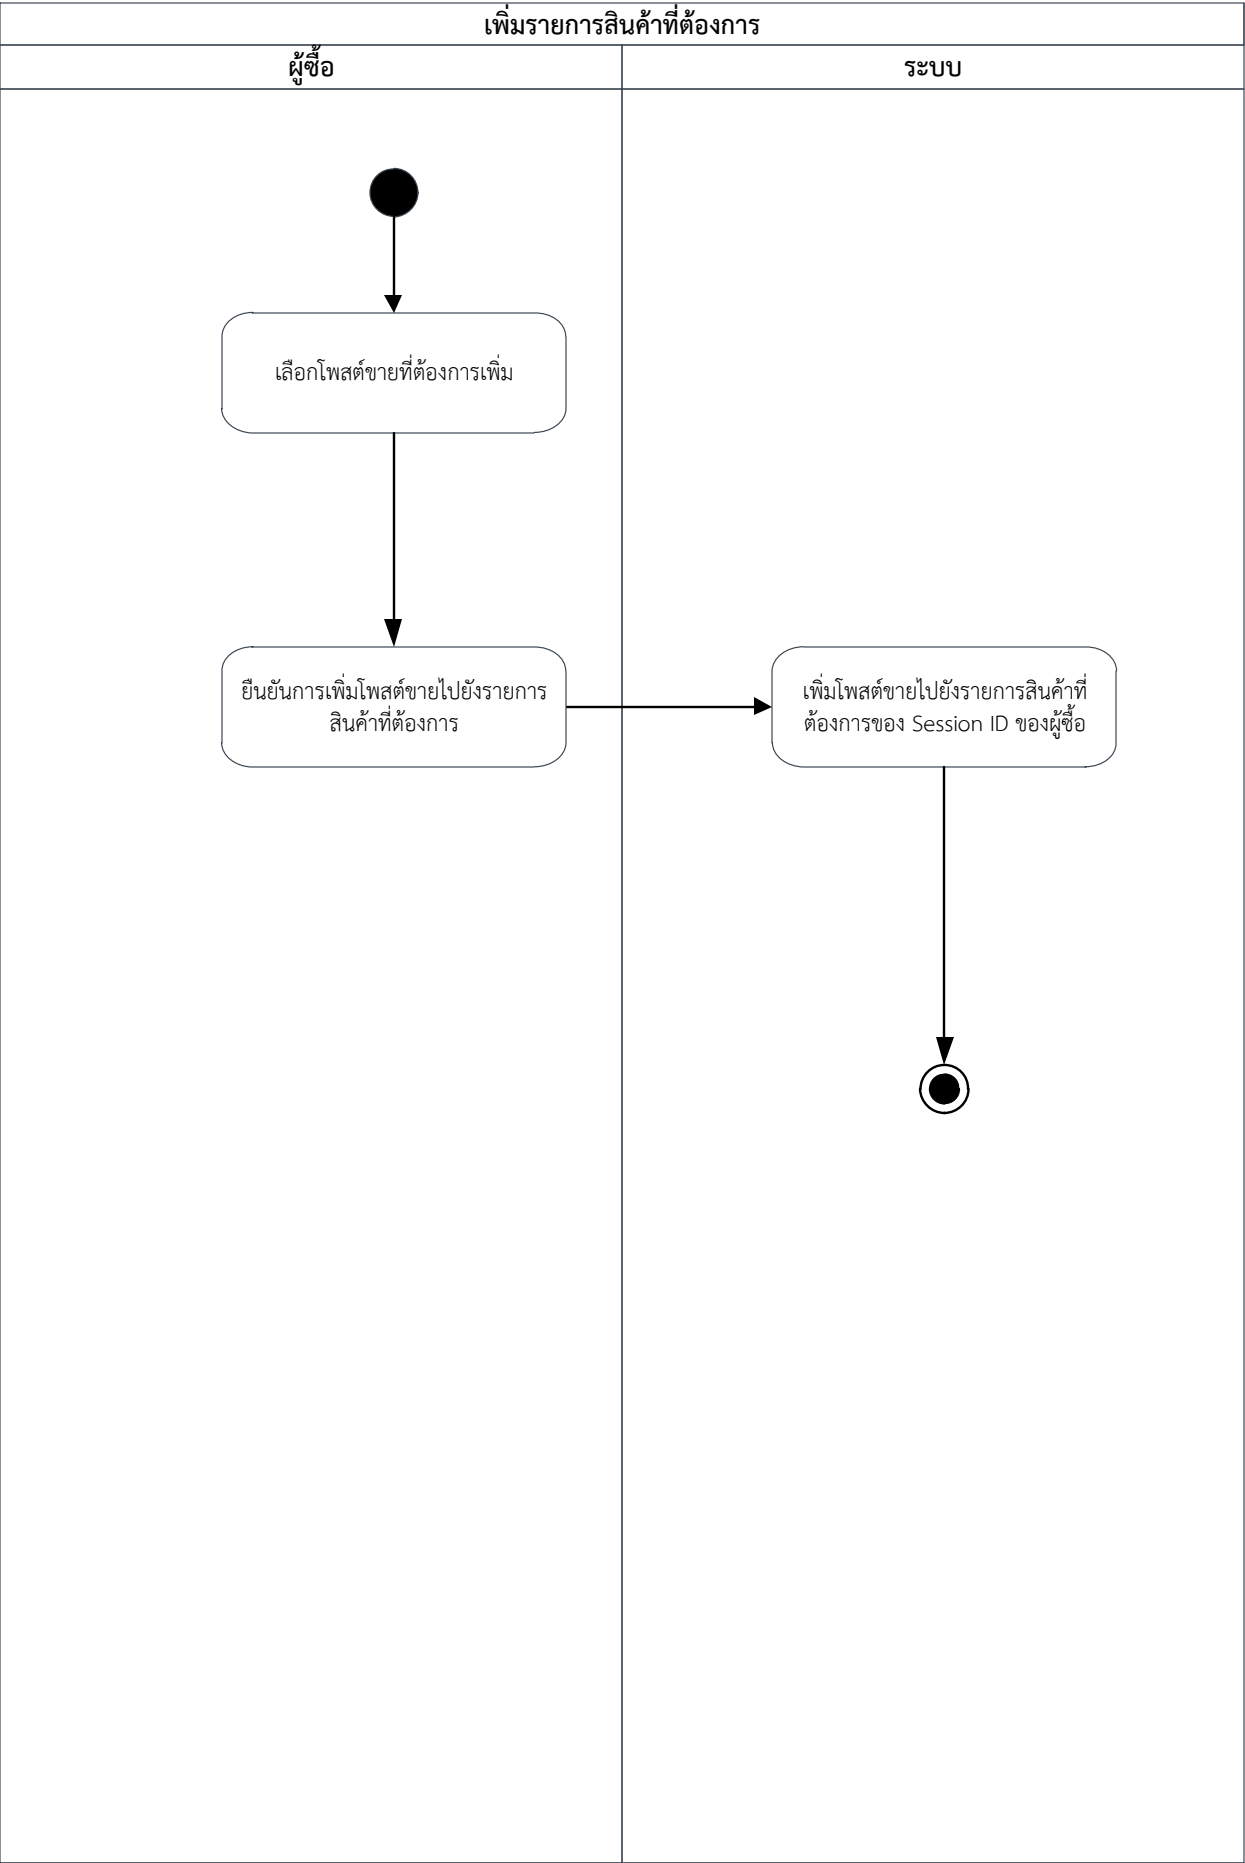 เพิ่มรายการสินค้าที่ต้องการ
ผู้ซื้อ
ระบบ
เลือกโพสต์ขายที่ต้องการเพิ่ม
ยืนยันการเพิ่มโพสต์ขายไปยังรายการ
สินค้าที่ต้องการ
เพิ่มโพสต์ขายไปยังรายการสินค้าที่
ต้องการของ Session ID ของผู้ซื้อ